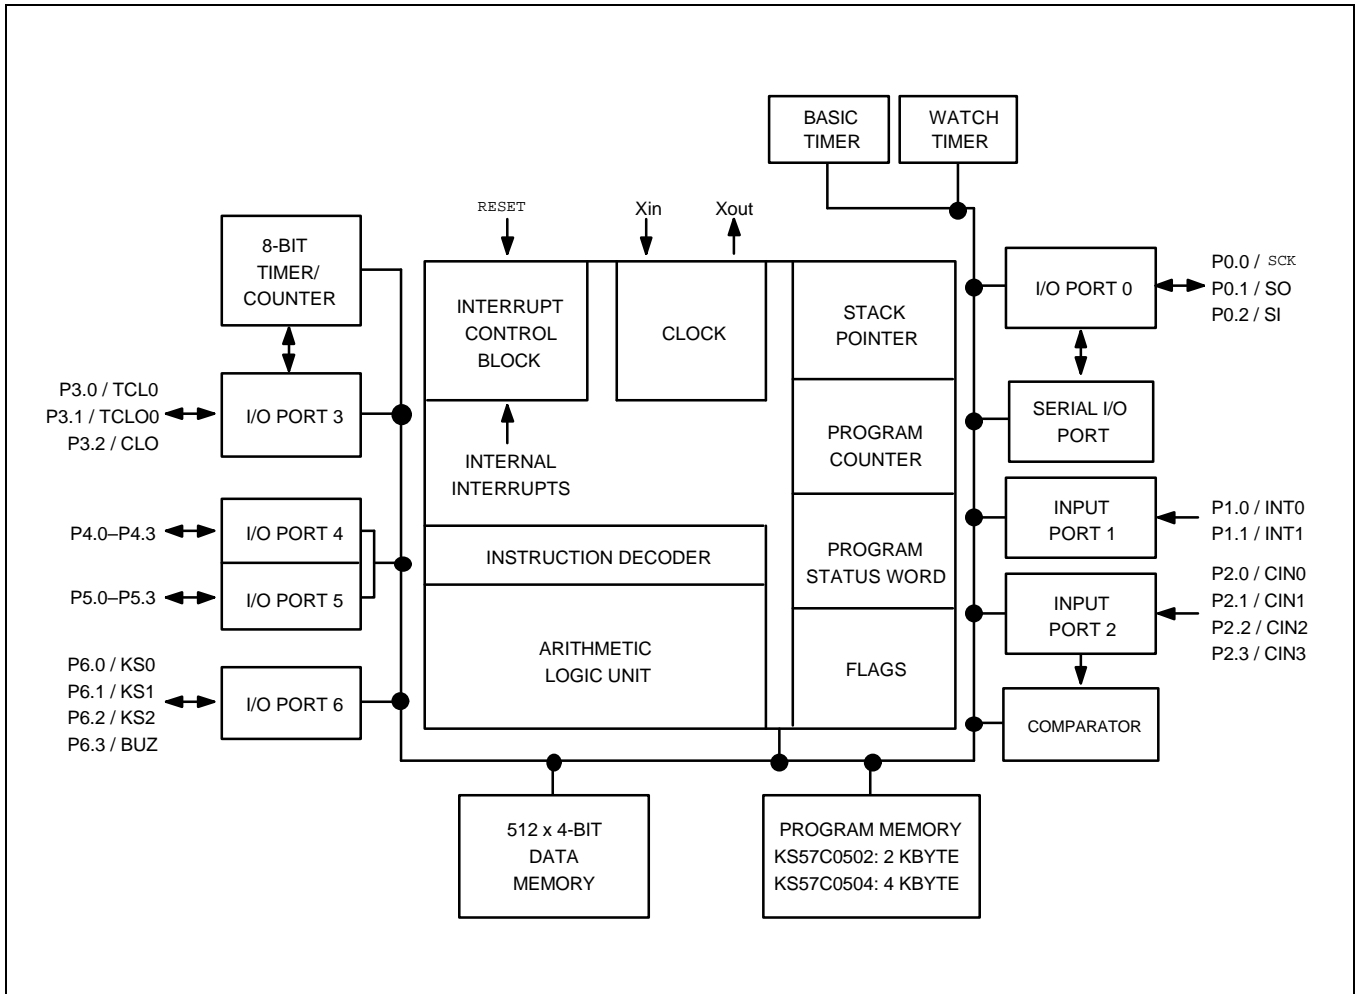 BASIC
TIMER
WATCH
TIMER
RESET
Xin
Xout
8-BIT
TIMER/
COUNTER
INTERRUPT
CONTROL
BLOCK
CLOCK
STACK
POINTER
I/O PORT 0
P0.0 / SCK
P0.1 / SO
P0.2 / SI
P3.0 / TCL0
P3.1 / TCLO0
P3.2 / CLO
I/O PORT 3
INTERNAL
INTERRUPTS
PROGRAM
COUNTER
SERIAL I/O
PORT
P4.0–P4.3
I/O PORT 4
P5.0–P5.3
I/O PORT 5
INSTRUCTION DECODER
PROGRAM
STATUS WORD
INPUT
PORT 1
P1.0 / INT0
P1.1 / INT1
INPUT
PORT 2
P2.0 / CIN0
P2.1 / CIN1
P2.2 / CIN2
P2.3 / CIN3
P6.0 / KS0
P6.1 / KS1
P6.2 / KS2
P6.3 / BUZ
I/O PORT 6
ARITHMETIC
LOGIC UNIT
FLAGS
COMPARATOR
512 x 4-BIT
DATA
MEMORY
PROGRAM MEMORY
KS57C0502: 2 KBYTE
KS57C0504: 4 KBYTE